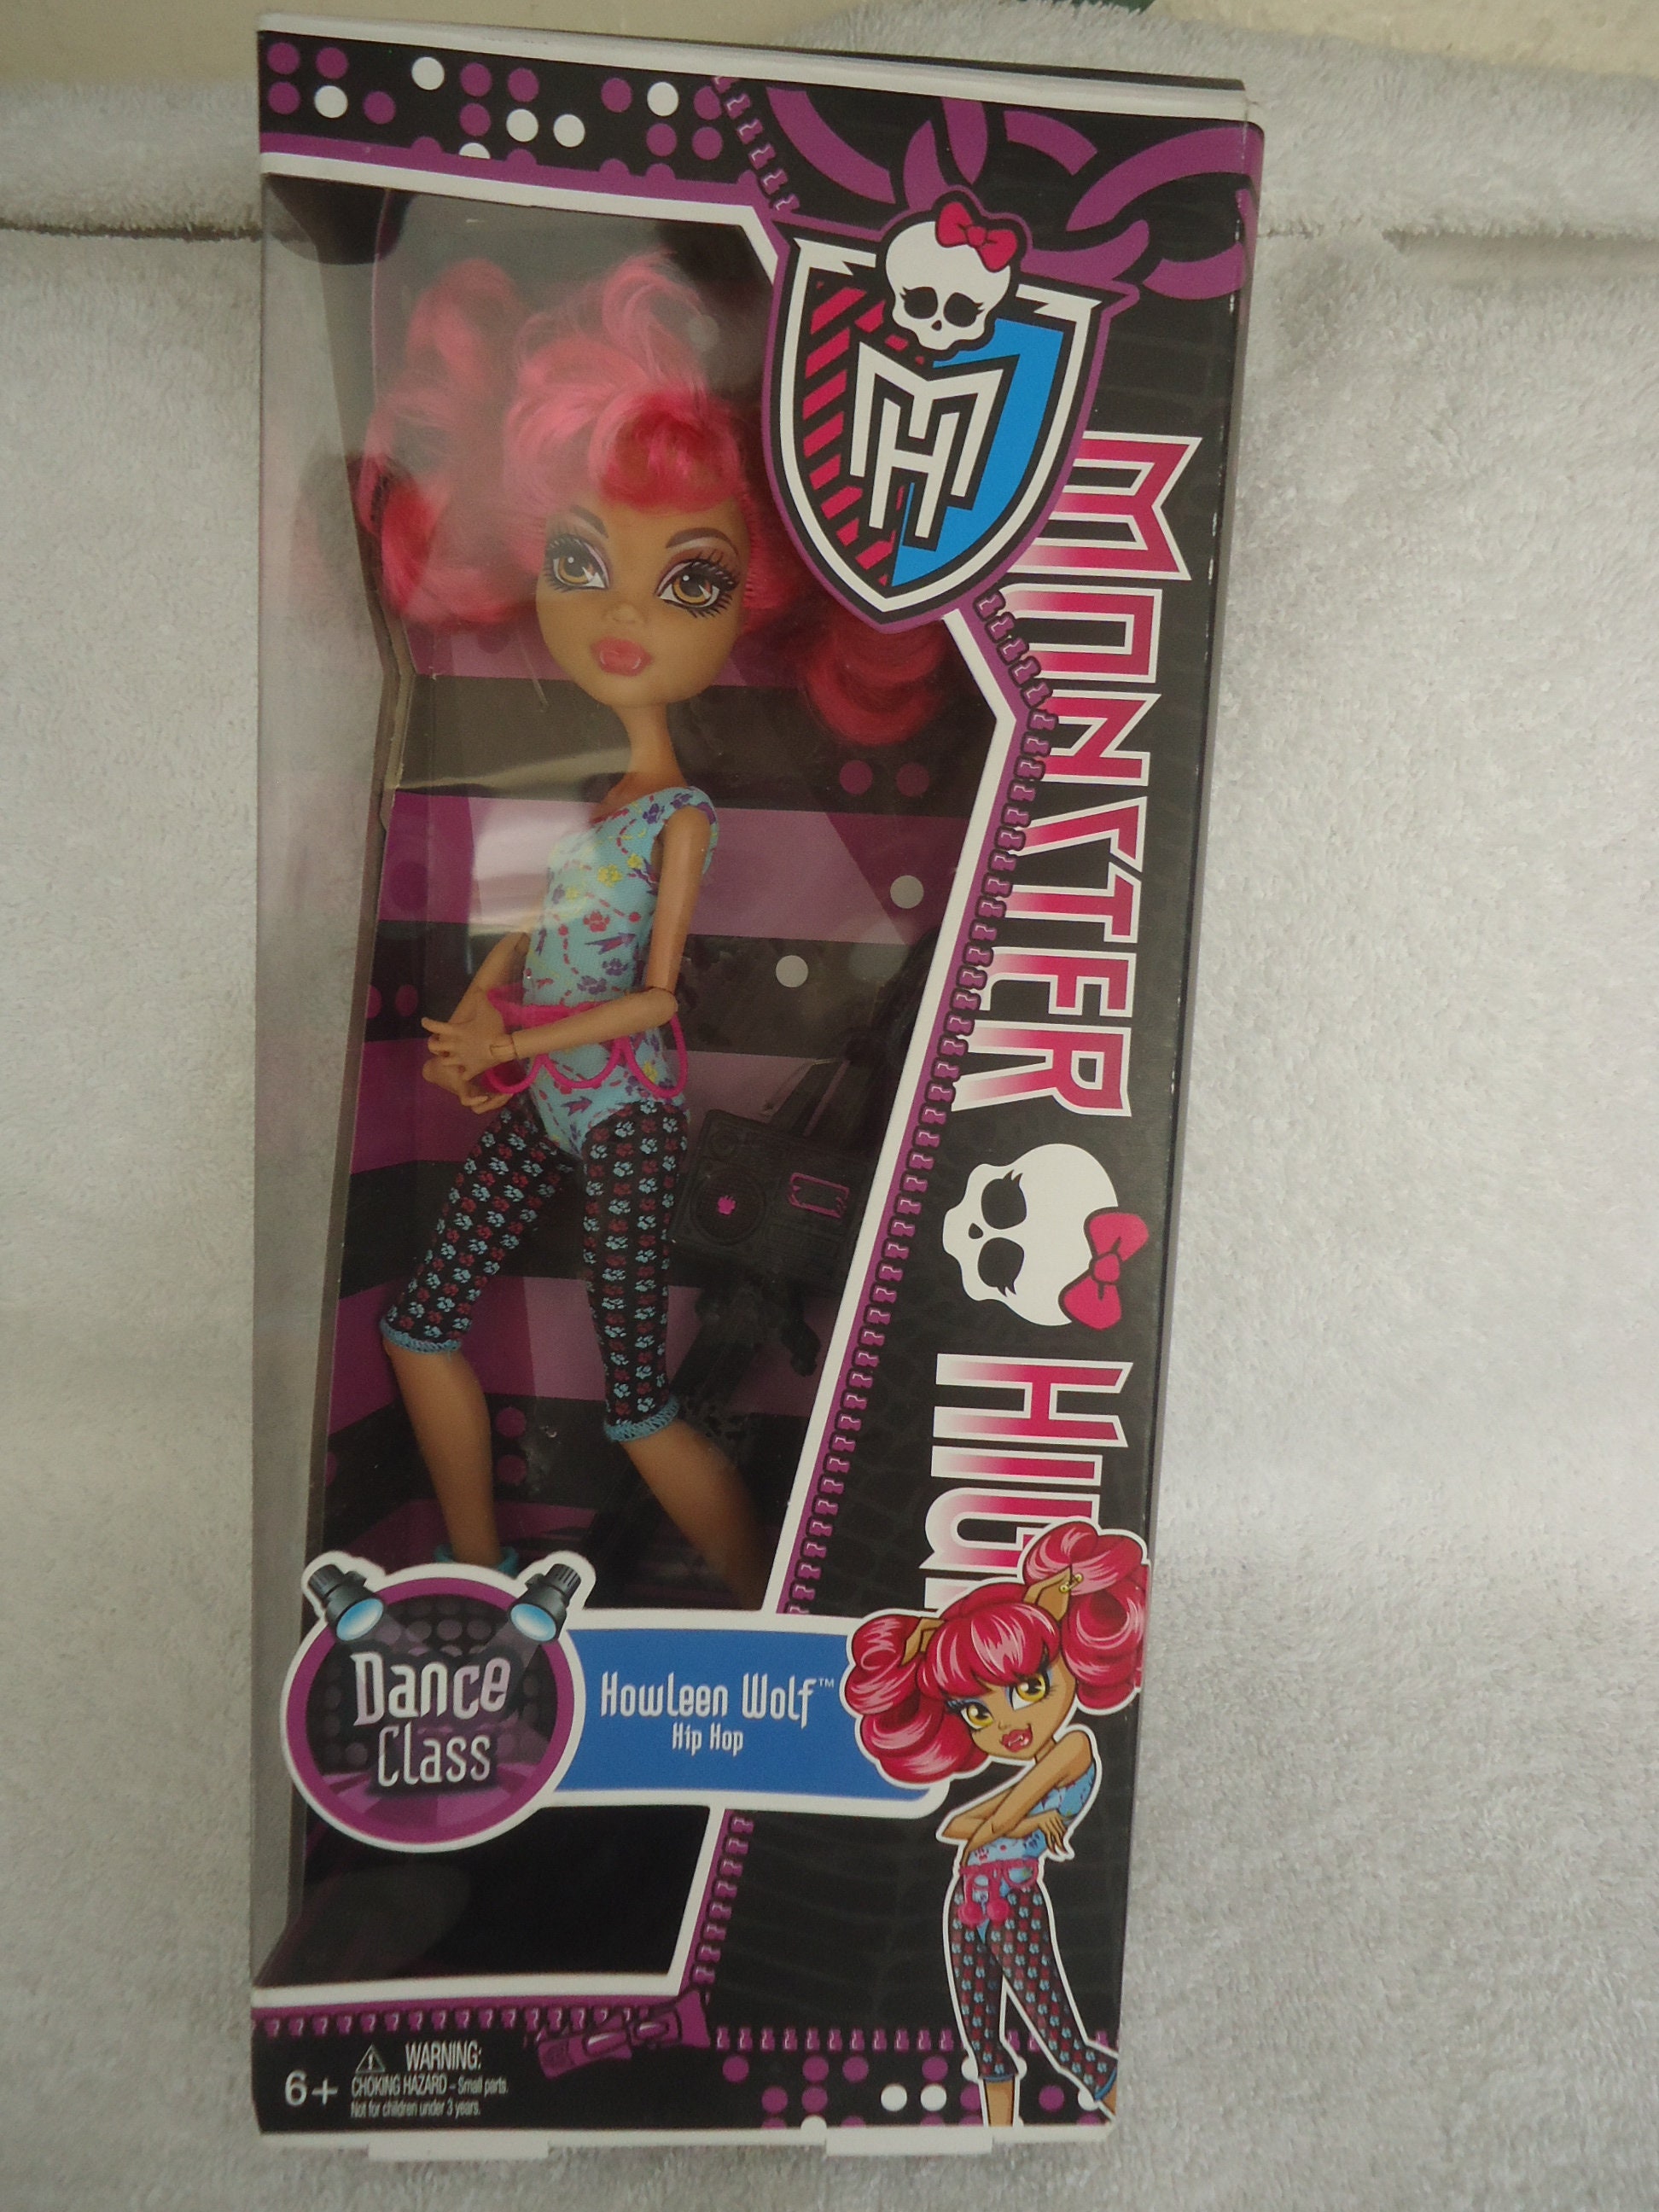 MH
MONSTER HIGH
Dance
Class
Howleen Wolf™
Hip Hop
6+
WARNING:
CHOKING HAZARD – Small parts.
Not for children under 3 years.